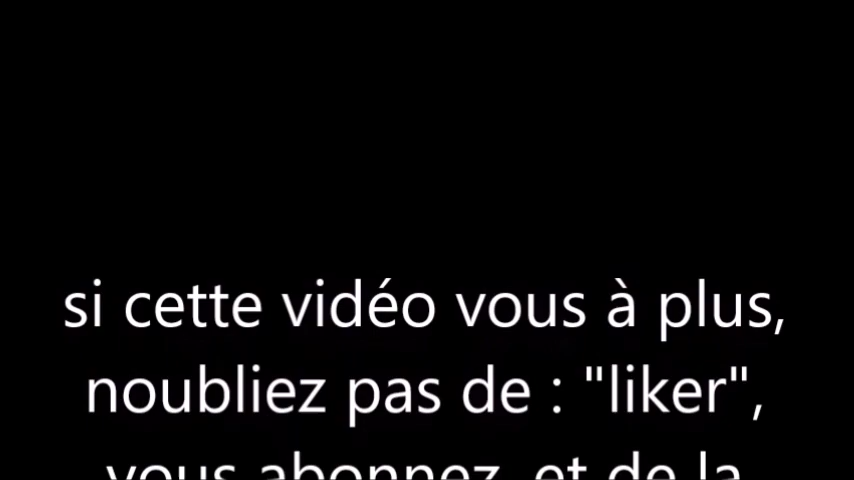 si cette vidéo vous à plus,
noubliez pas de : "liker",
vous abonnez, et de la